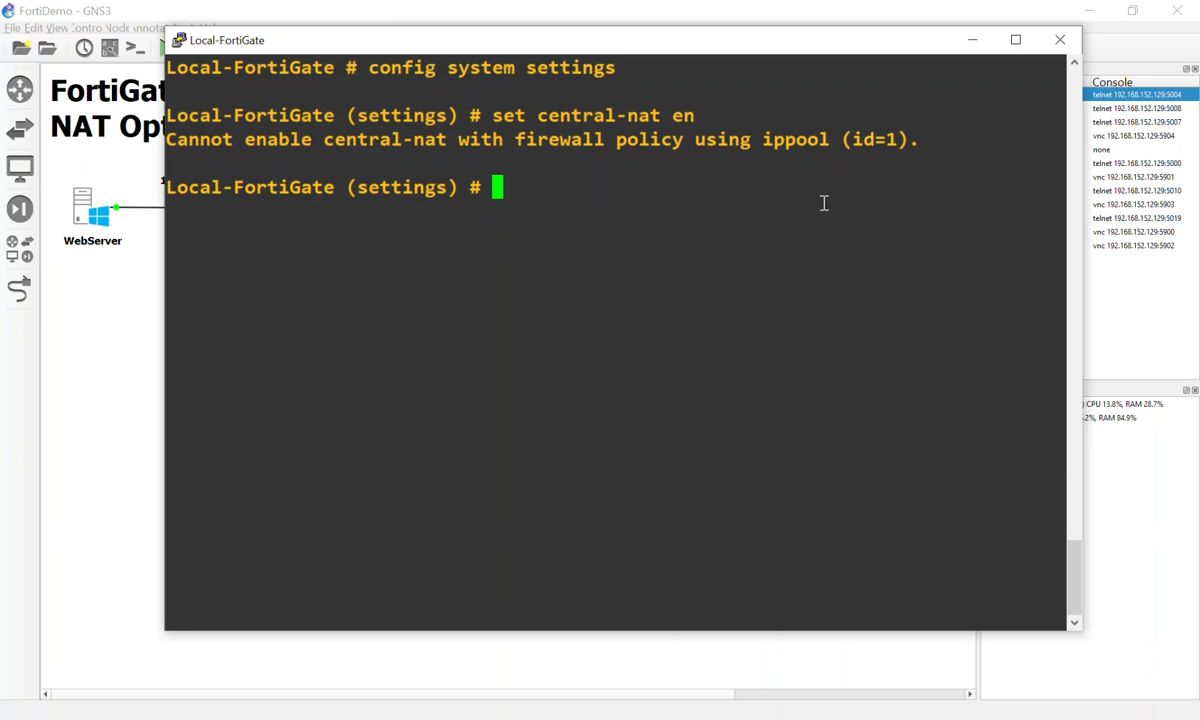 FortiDemo - GNS3
File Edit View Node
Local-FortiGate
Local-FortiGate # config system settings
Local-FortiGate (settings) # set central-nat en
Cannot enable central-nat with firewall policy using ippool (id=1).
Local-FortiGate (settings) #
FortiGat
NAT Opt
1
WebServer
Console
telnet 192.168.152.129:5004
telnet 192.168.152.129:5008
telnet 192.168.152.129:5007
vnc 192.168.152.129:5904
none
telnet 192.168.152.129:5000
vnc 192.168.152.129:5901
telnet 192.168.152.129:5010
vnc 192.168.152.129:5903
telnet 192.168.152.129:5019
vnc 192.168.152.129:5900
vnc 192.168.152.129:5902
) CPU 13.8%, RAM 28.7%
.2%, RAM 84.9%